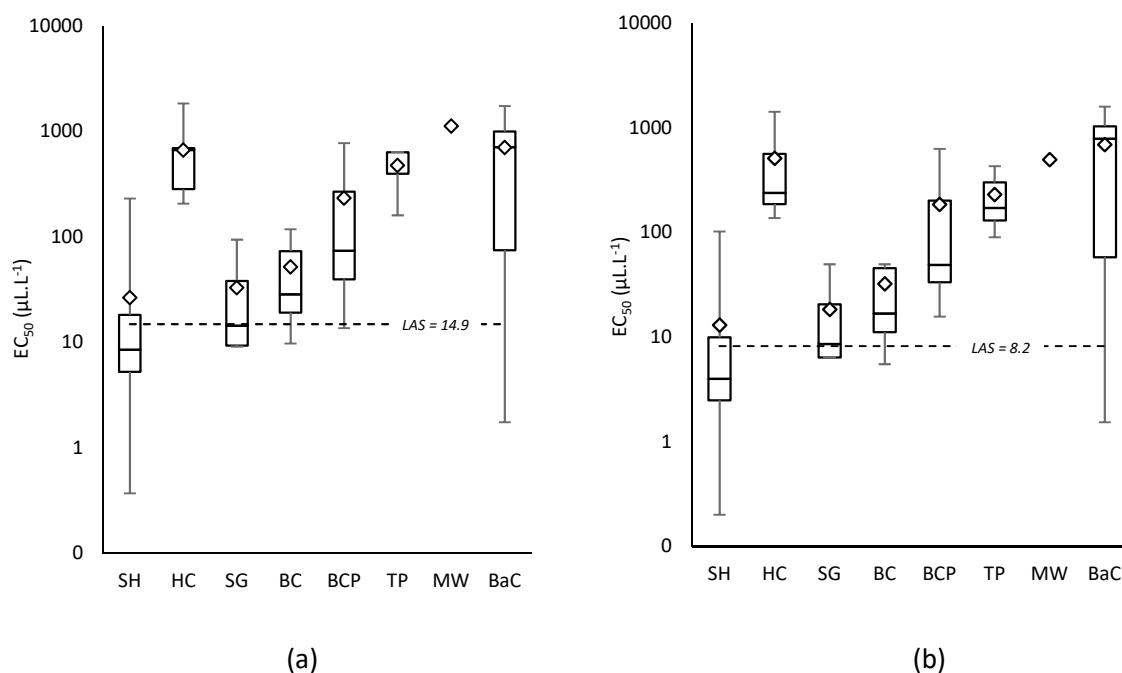 10000
1000
100
10
1
0
EC50 (µL.L-1)
LAS = 14.9
SH HC SG BC BCP TP MW BaC
(a)
10000
1000
100
10
1
0
EC50 (µL.L-1)
LAS = 8.2
SH HC SG BC BCP TP MW BaC
(b)